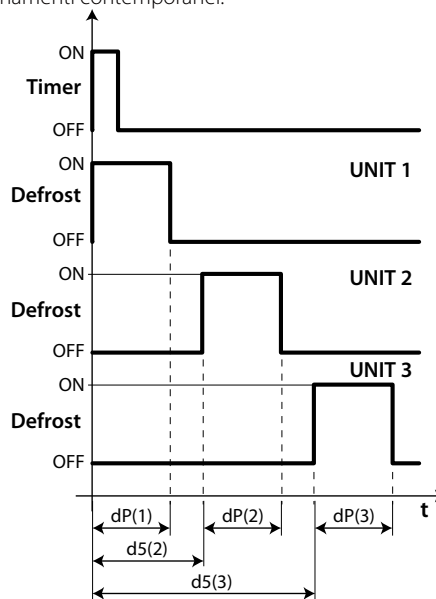 ON
Timer
OFF
ON
UNIT 1
Defrost
OFF
ON
UNIT 2
Defrost
OFF
UNIT 3
ON
Defrost
OFF
t
dP(1) dP(2) dP(3)
d5(2)
d5(3)